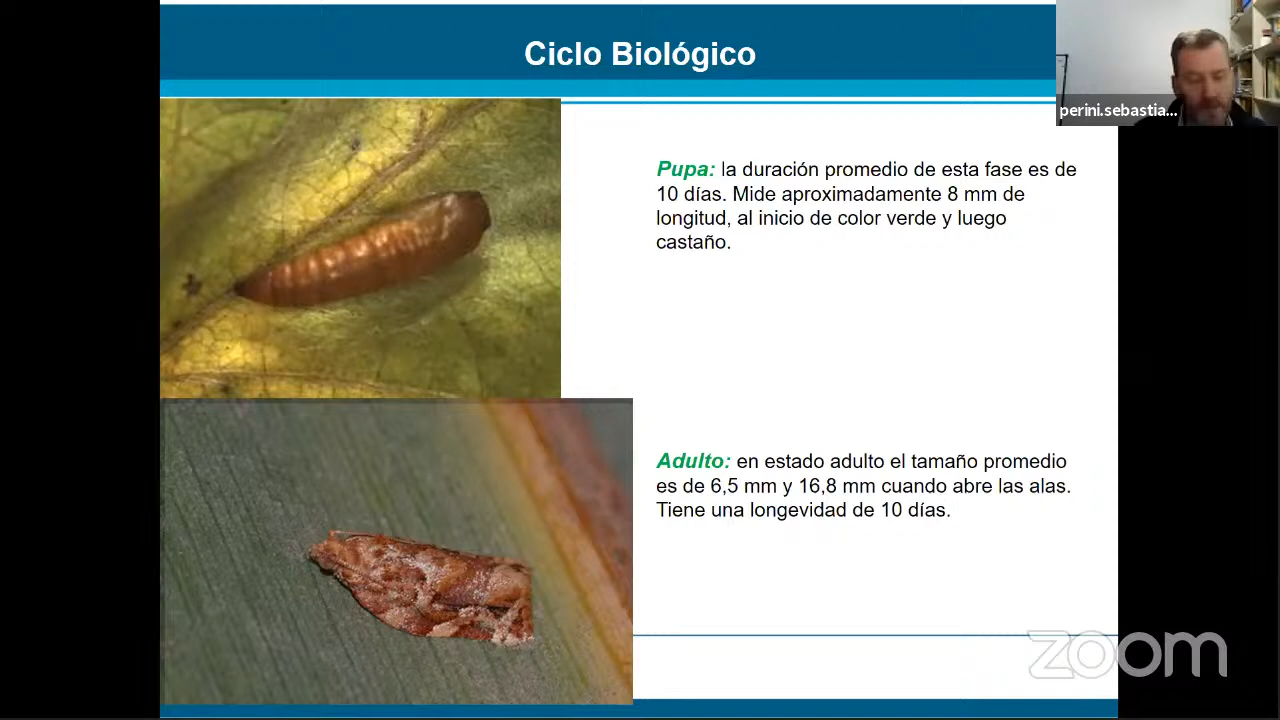 Ciclo Biológico
perini.sebastia...
Pupa: la duración promedio de esta fase es de
10 días. Mide aproximadamente 8 mm de
longitud, al inicio de color verde y luego
castaño.
Adulto: en estado adulto el tamaño promedio
es de 6,5 mm y 16,8 mm cuando abre las alas.
Tiene una longevidad de 10 días.
zoom